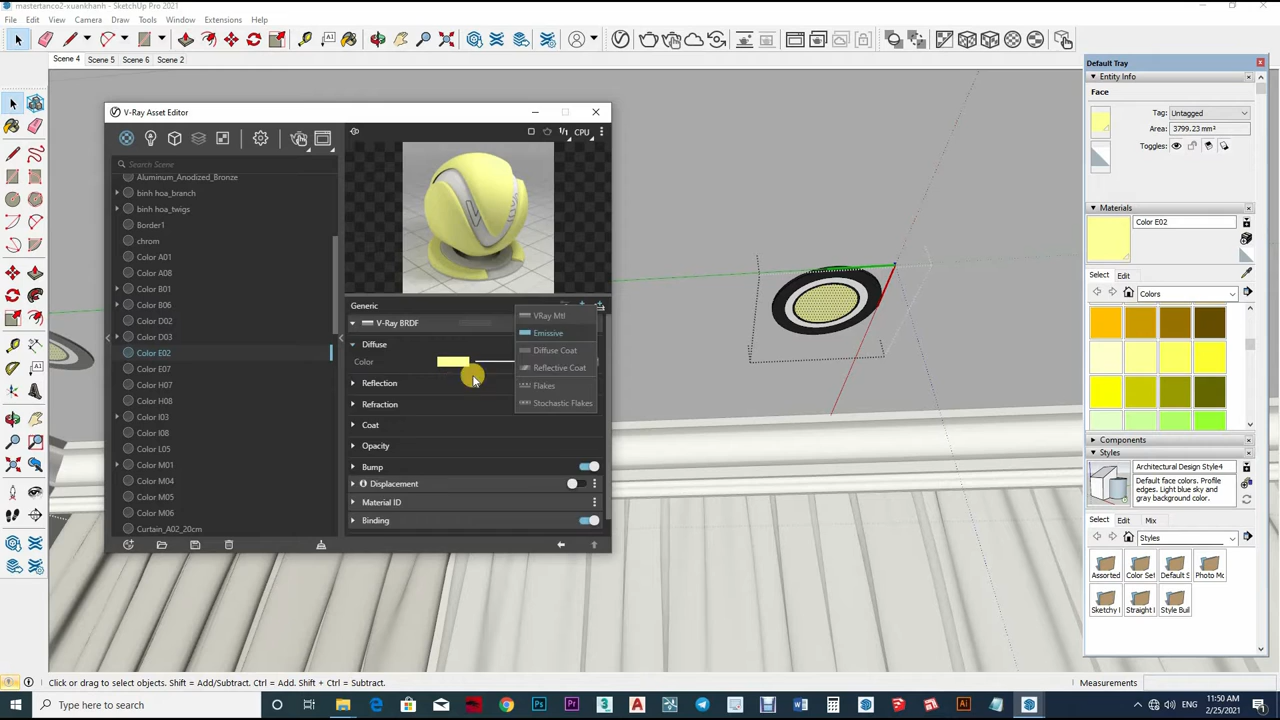 mastertanco2-xuankhanh - SketchUp Pro 2021
File Edit View Camera Draw Tools Window Extensions Help
Scene 4 Scene 5 Scene 6 Scene 2
V-Ray Asset Editor
Search Scene
Aluminum_Anodized_Bronze
binh hoa_branch
binh hoa_twigs
Border1
chrom
Color A01
Color A08
Color B01
Color B06
Color D02
Color D03
Color E02
Color E07
Color H07
Color H08
Color I03
Color I08
Color L05
Color M01
Color M04
Color M05
Color M06
Curtain_A02_20cm
1/1 CPU
Generic
V-Ray BRDF
Diffuse
Color
Reflection
Refraction
Coat
Opacity
Bump
Displacement
Material ID
Binding
VRay Mtl
Emissive
Diffuse Coat
Reflective Coat
Flakes
Stochastic Flakes
Default Tray
Entity Info
Face
Tag: Untagged
Area: 3799.23 mm²
Toggles:
Materials
Color E02
Select Edit
Colors
Components
Styles
Architectural Design Style4
Default face colors. Profile
edges. Light blue sky and
gray background color.
Select Edit Mix
Styles
Assorted Color Se Default S Photo Mo
Sketchy Straight I Style Buil
Click or drag to select objects. Shift = Add/Subtract. Ctrl = Add. Shift + Ctrl = Subtract.
Measurements
Type here to search
ENG
11:50 AM
2/25/2021